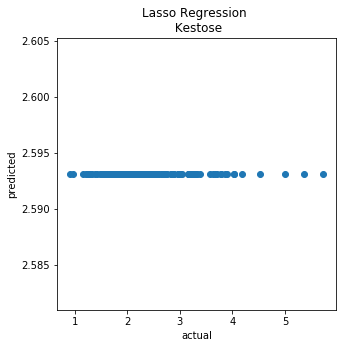 Lasso Regression
Kestose
2.605
2.600
2.595
2.590
2.585
predicted
1 2 3 4 5
actual